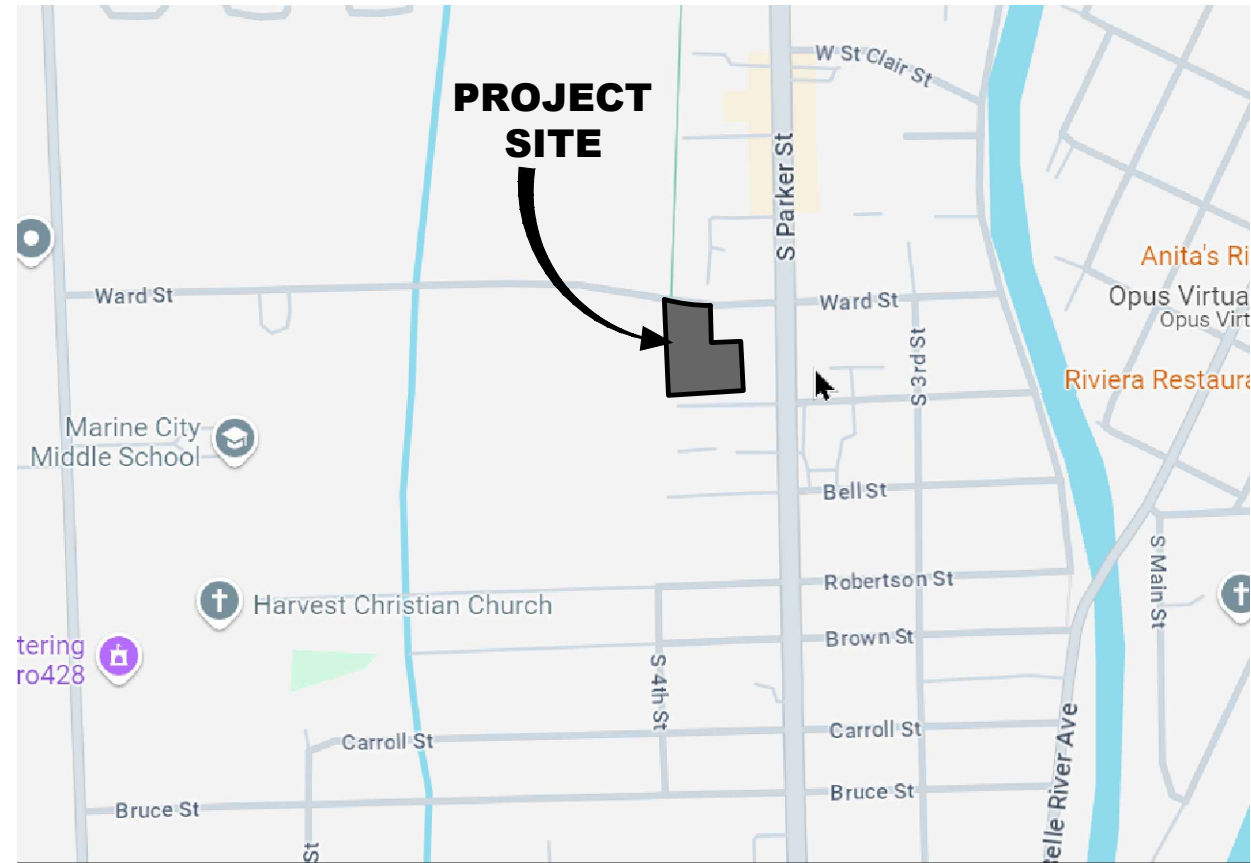 W St Clair St
PROJECT
SITE
S Parker St
Anita's Ri
Ward St
Ward St
Opus Virtua
Opus Virt
S 3rd St
Riviera Restaura
Marine City
Middle School
Bell St
S Main St
Robertson St
Harvest Christian Church
Brown St
tering
ro428
S 4th St
Carroll St
Carroll St
Belle River Ave
Bruce St
Bruce St
St